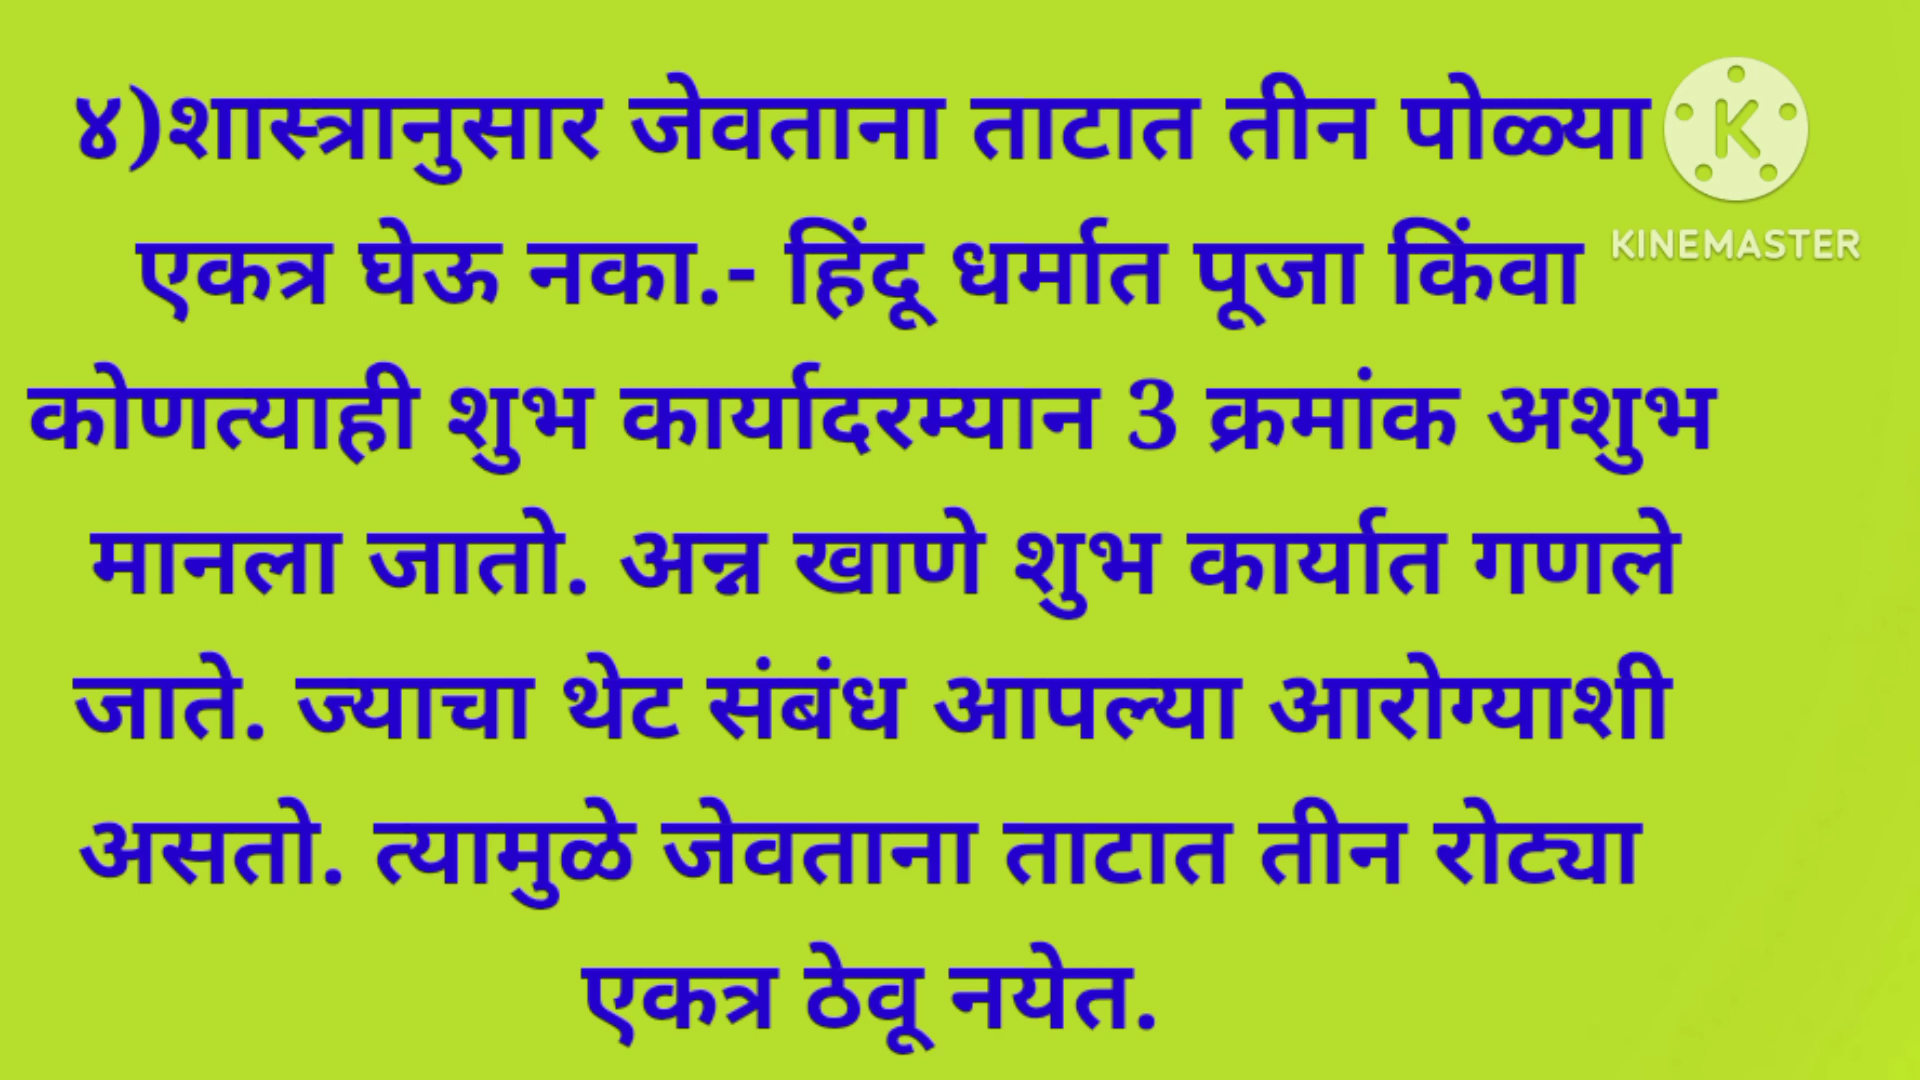 ४)शास्त्रानुसार जेवताना ताटात तीन पोळ्या
एकत्र घेऊ नका.- हिंदू धर्मात पूजा किंवा
कोणत्याही शुभ कार्यादरम्यान 3 क्रमांक अशुभ
मानला जातो. अन्न खाणे शुभ कार्यात गणले
जाते. ज्याचा थेट संबंध आपल्या आरोग्याशी
असतो. त्यामुळे जेवताना ताटात तीन रोट्या
एकत्र ठेवू नयेत.
K
KINEMASTER